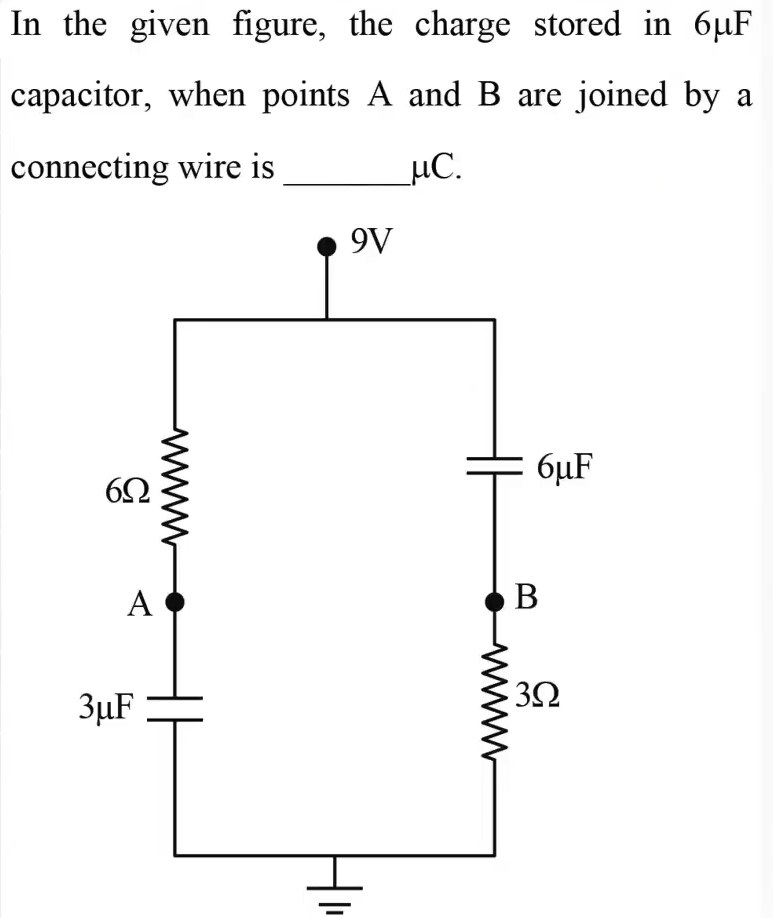 In the given figure, the charge stored in 6μF
capacitor, when points A and B are joined by a
connecting wire is _______μC.
9V
6μF
6Ω
A
B
3μF
3Ω